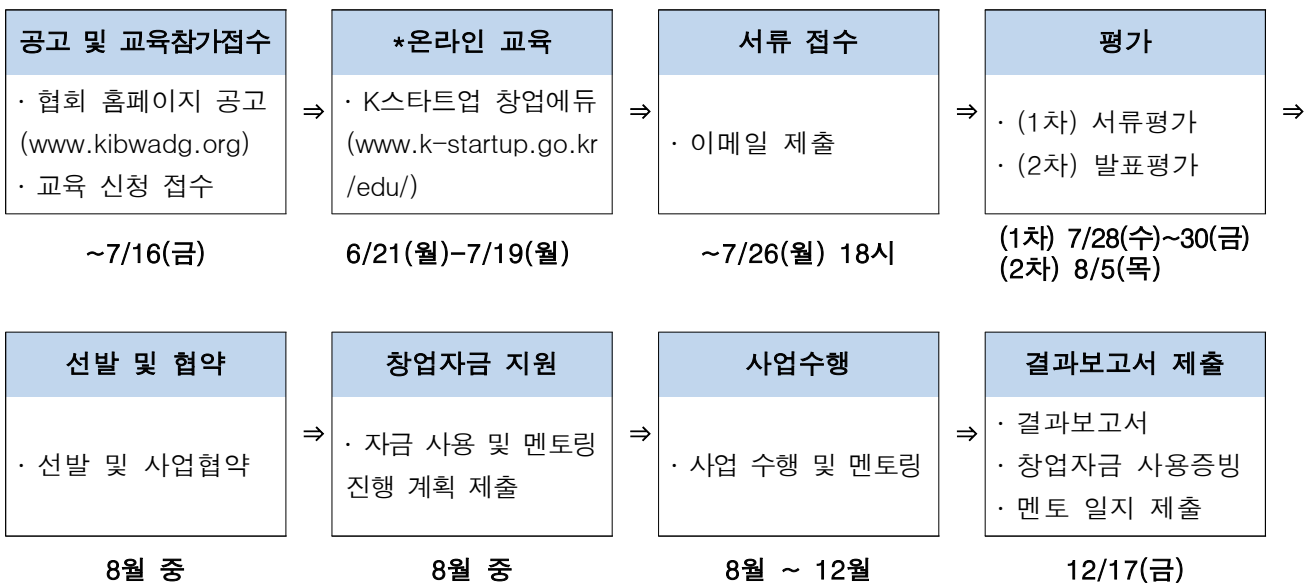 공고 및 교육참가접수
· 협회 홈페이지 공고
(www.kibwadg.org)
· 교육 신청 접수
~7/16(금)
⇒
*온라인 교육
· K스타트업 창업에듀
(www.k-startup.go.kr
/edu/)
6/21(월)-7/19(월)
⇒
서류 접수
· 이메일 제출
~7/26(월) 18시
⇒
평가
· (1차) 서류평가
· (2차) 발표평가
(1차) 7/28(수)~30(금)
(2차) 8/5(목)
⇒
선발 및 협약
· 선발 및 사업협약
8월 중
⇒
창업자금 지원
· 자금 사용 및 멘토링
진행 계획 제출
8월 중
⇒
사업수행
· 사업 수행 및 멘토링
8월 ~ 12월
⇒
결과보고서 제출
· 결과보고서
· 창업자금 사용증빙
· 멘토 일지 제출
12/17(금)